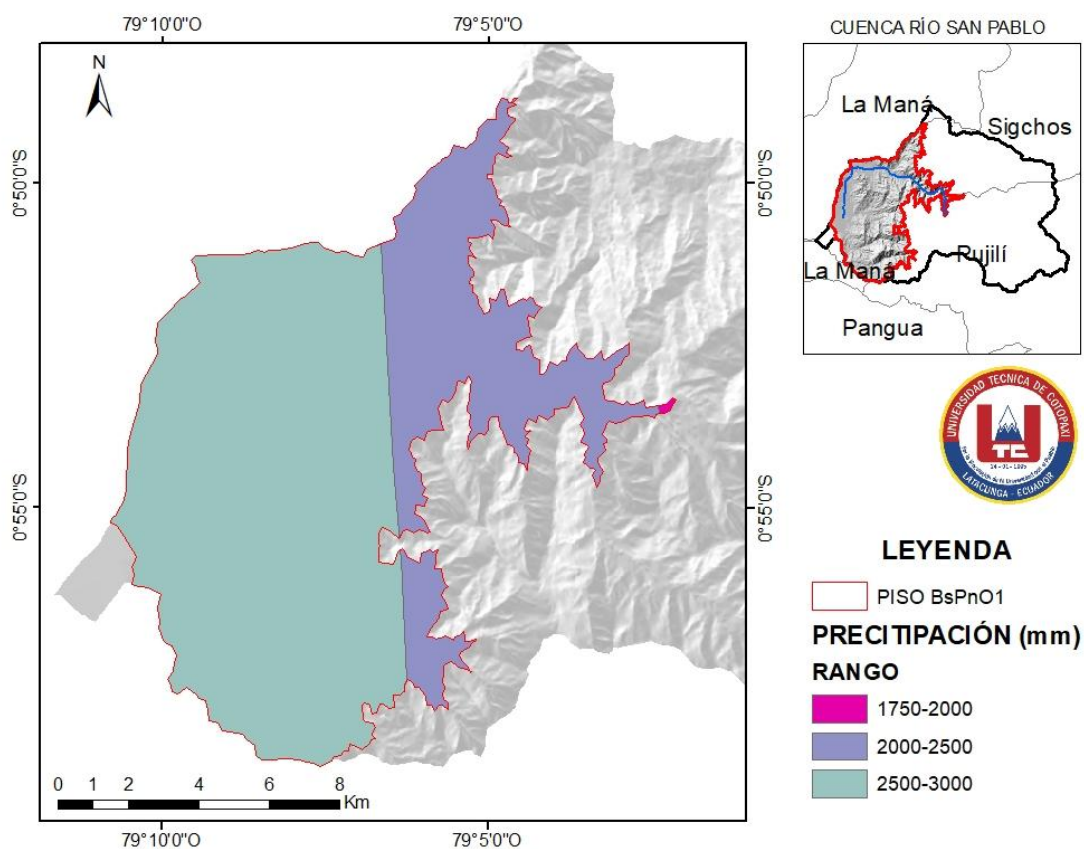 79°10'0"O
79°5'0"O
N
0°50'0"S
0°50'0"S
0°55'0"S
0°55'0"S
0 1 2 4 6 8
Km
79°10'0"O
79°5'0"O
CUENCA RÍO SAN PABLO
La Maná
Sigchos
La Maná
Pujilí
Pangua
UNIVERSIDAD TECNICA DE COTOPAXI
U
TC
LATACUNGA - ECUADOR
LEYENDA
PISO BsPnO1
PRECITIPACIÓN (mm)
RANGO
1750-2000
2000-2500
2500-3000